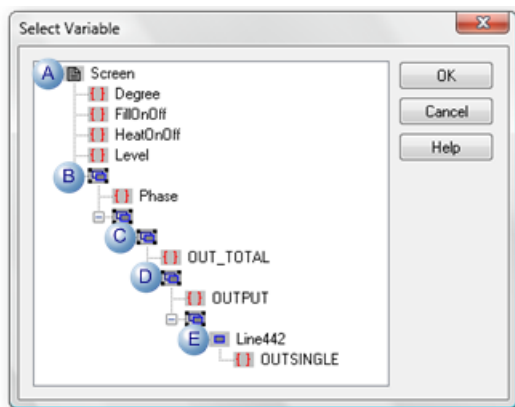 Select Variable
A Screen
Degree
FillOnOff
HeatOnOff
Level
B
Phase
C
OUT_TOTAL
D
OUTPUT
E Line442
OUTSINGLE
OK
Cancel
Help